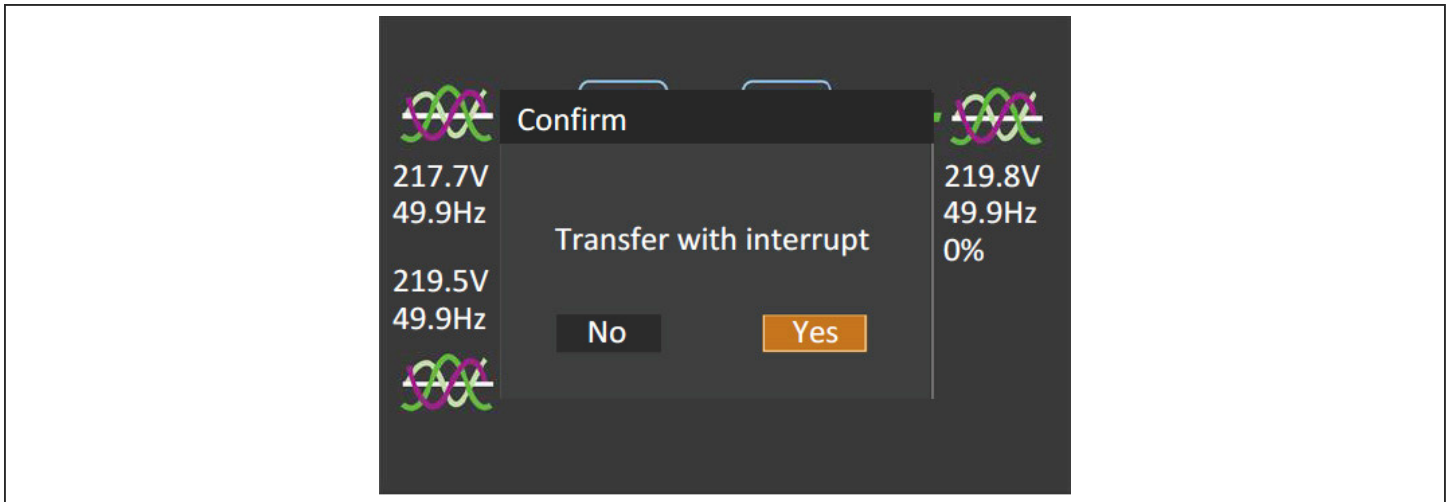 Confirm
217.7V
49.9Hz
219.5V
49.9Hz
Transfer with interrupt
No
Yes
219.8V
49.9Hz
0%